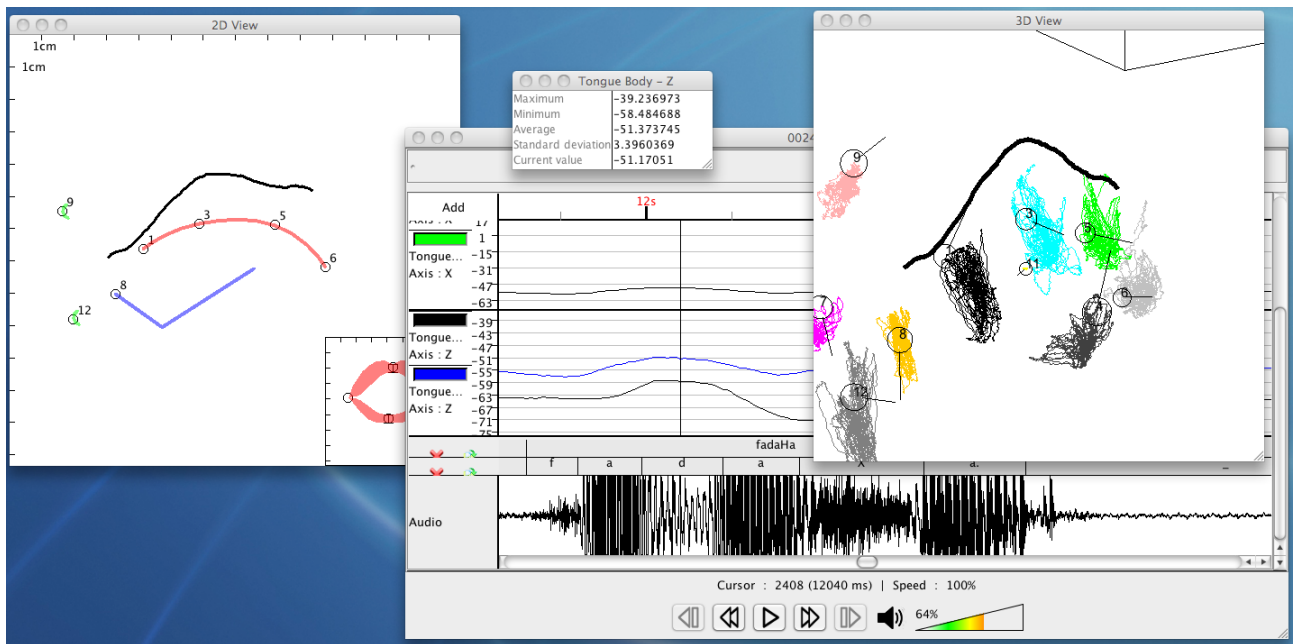 2D View
1cm
1cm
9
3
5
1
6
8
12
Tongue Body - Z
Maximum -39.236973
Minimum -58.484688
Average -51.373745
Standard deviation 3.3960369
Current value -51.17051
0024
Add
12s
17
1
Tongue...
-15
Axis : X
-31
-47
-63
-39
-43
Tongue...
-47
Axis : Z
-51
-55
-59
Tongue...
-63
Axis : Z
-67
-71
-75
fadaHa
f a d a X a.
Audio
Cursor : 2408 (12040 ms) | Speed : 100%
64%
3D View
9
3
5
11
6
7
4
8
12